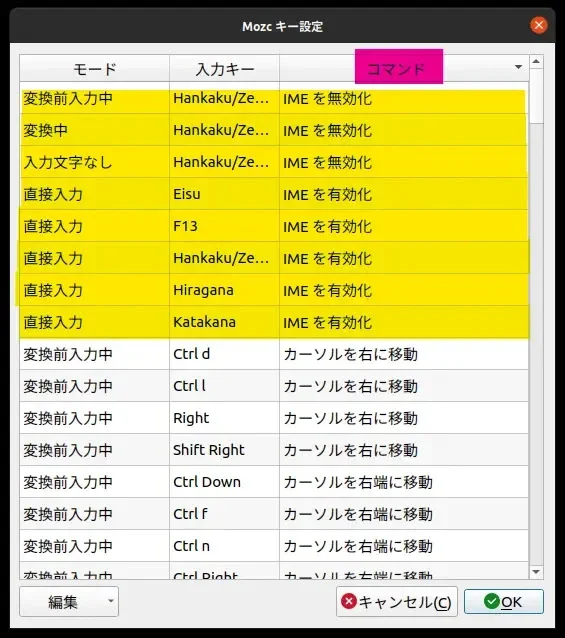 Mozc キー設定
モード 入力キー コマンド
変換前入力中 Hankaku/Ze... IME を無効化
変換中 Hankaku/Ze... IME を無効化
入力文字なし Hankaku/Ze... IME を無効化
直接入力 Eisu IME を有効化
直接入力 F13 IME を有効化
直接入力 Hankaku/Ze... IME を有効化
直接入力 Hiragana IME を有効化
直接入力 Katakana IME を有効化
変換前入力中 Ctrl d カーソルを右に移動
変換前入力中 Ctrl l カーソルを右に移動
変換前入力中 Right カーソルを右に移動
変換前入力中 Shift Right カーソルを右に移動
変換前入力中 Ctrl Down カーソルを右端に移動
変換前入力中 Ctrl f カーソルを右端に移動
変換前入力中 Ctrl n カーソルを右端に移動
変換前入力中 Ctrl Right カーソルを右端に移動
編集 キャンセル(C) OK